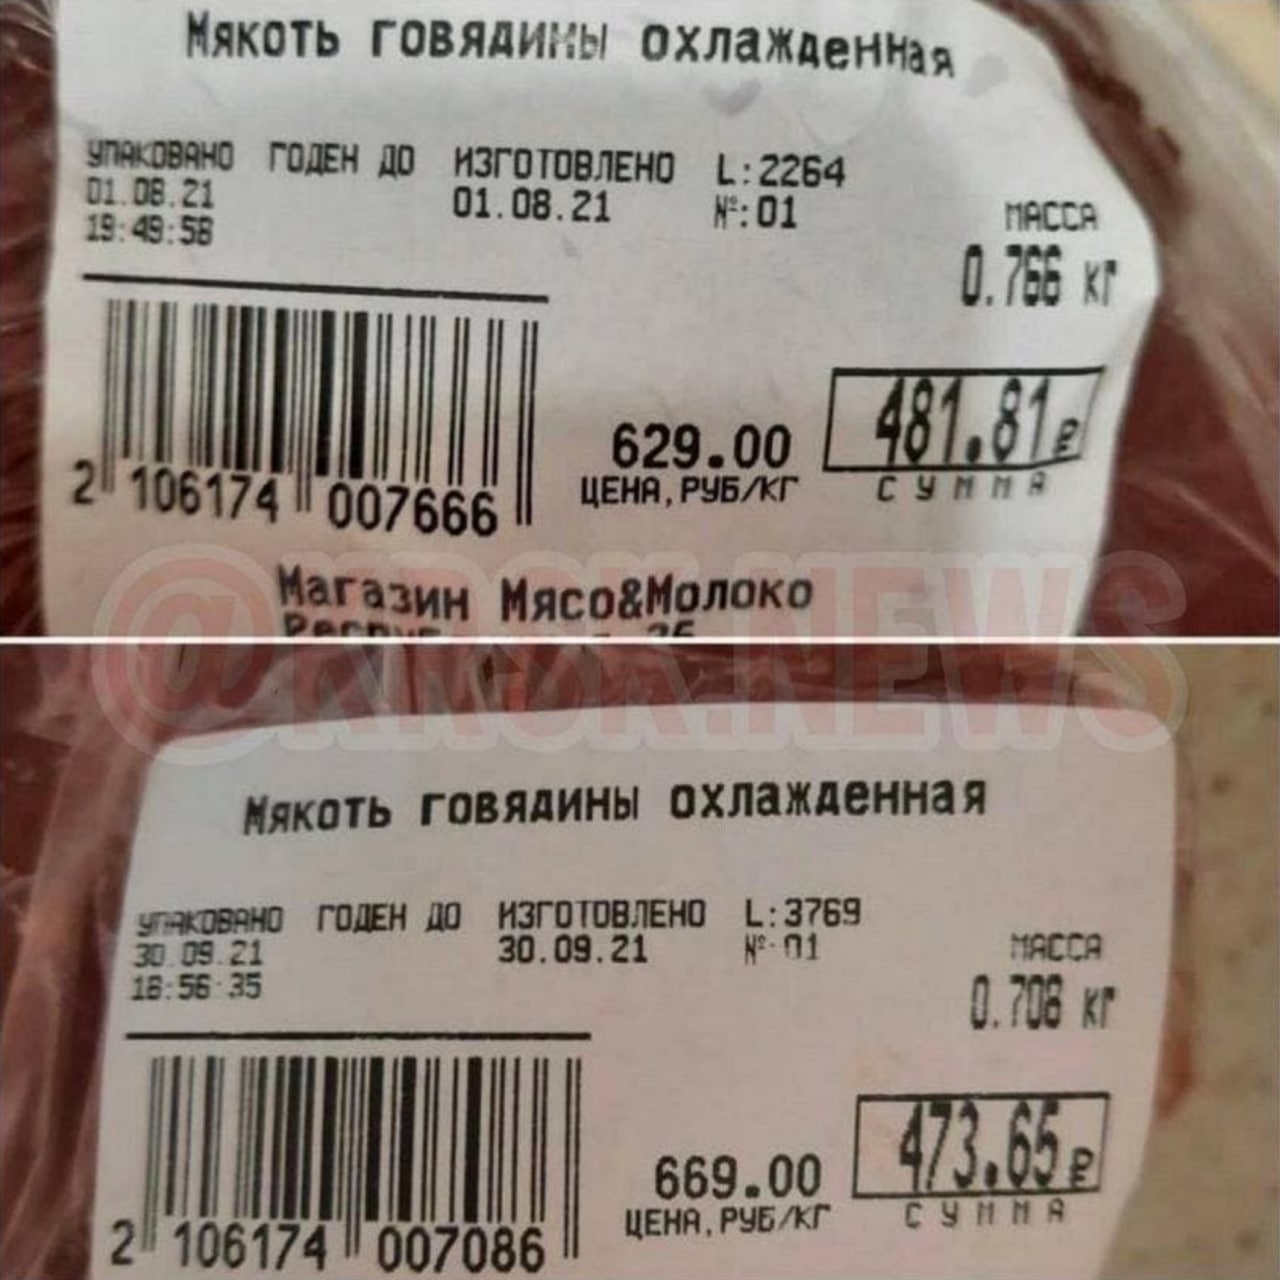 Мякоть говядины охлажденная
УПАКОВАНО ГОДЕН ДО ИЗГОТОВЛЕНО L:2264
01.08.21 01.08.21 №:01
19:49:58
МАССА
0.766 кг
629.00
481.81₽
ЦЕНА,РУБ/КГ
СУММА
2 106174 007666
Магазин Мясо&Молоко
@KRSK.NEWS
Мякоть говядины охлажденная
УПАКОВАНО ГОДЕН ДО ИЗГОТОВЛЕНО L:3769
30.09.21 30.09.21 №:01
18:56:35
МАССА
0.708 кг
669.00
473.65₽
ЦЕНА,РУБ/КГ
СУММА
2 106174 007086